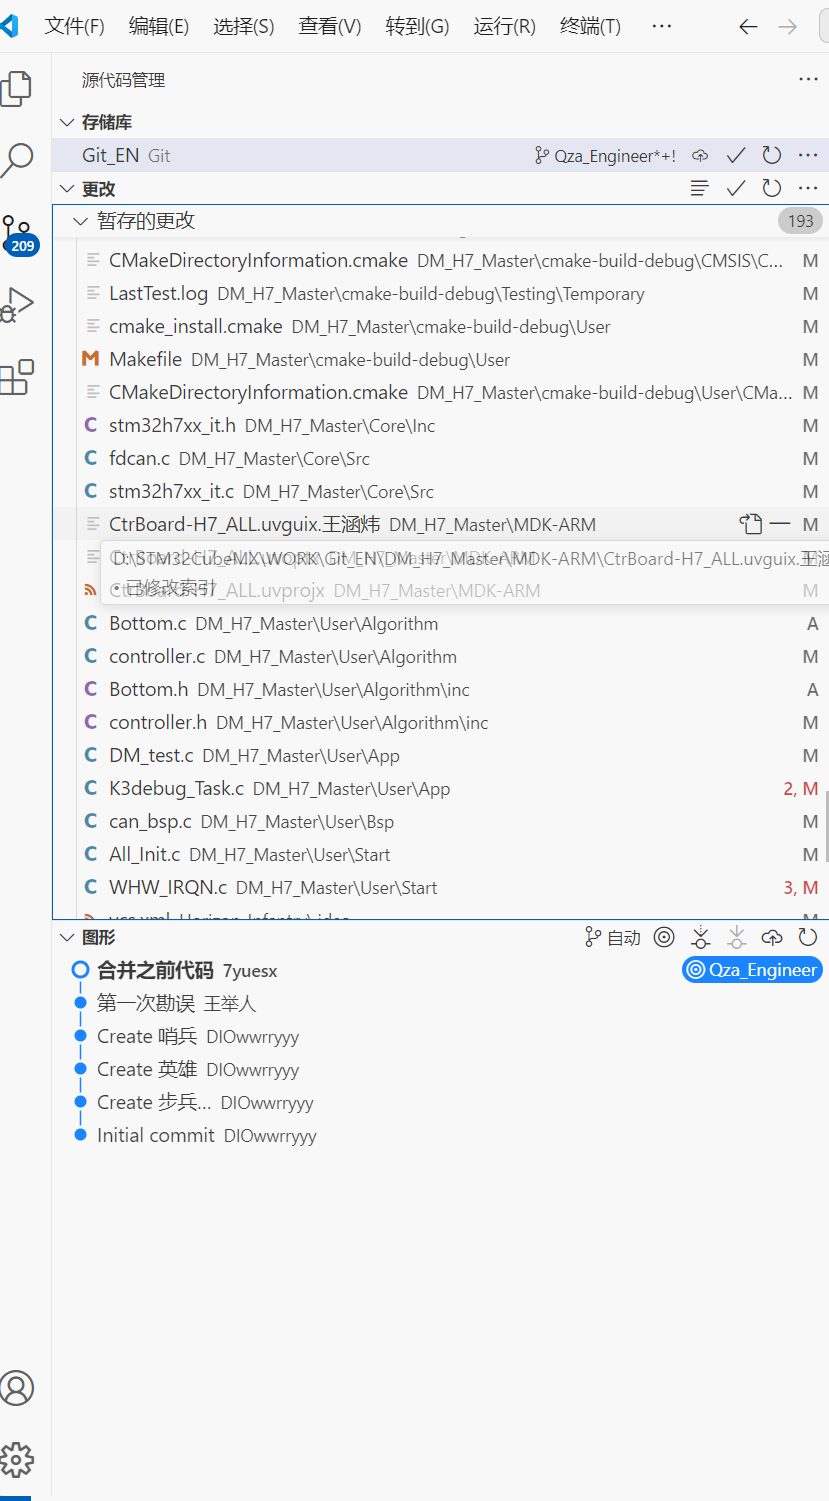 文件(F) 编辑(E) 选择(S) 查看(V) 转到(G) 运行(R) 终端(T) ···
源代码管理
存储库
Git_EN Git Qza_Engineer*+!
更改
暂存的更改 193
209
CMakeDirectoryInformation.cmake DM_H7_Master\cmake-build-debug\CMSIS\C... M
LastTest.log DM_H7_Master\cmake-build-debug\Testing\Temporary M
cmake_install.cmake DM_H7_Master\cmake-build-debug\User M
Makefile DM_H7_Master\cmake-build-debug\User M
CMakeDirectoryInformation.cmake DM_H7_Master\cmake-build-debug\User\CMa... M
stm32h7xx_it.h DM_H7_Master\Core\Inc M
fdcan.c DM_H7_Master\Core\Src M
stm32h7xx_it.c DM_H7_Master\Core\Src M
CtrBoard-H7_ALL.uvguix.王涵炜 DM_H7_Master\MDK-ARM M
D:\STM32CubeMX\WORK\Git_EN\DM_H7_Master\MDK-ARM\CtrBoard-H7_ALL.uvguix.王涵
• 已修改索引
CtrBoard-H7_ALL.uvprojx DM_H7_Master\MDK-ARM M
Bottom.c DM_H7_Master\User\Algorithm A
controller.c DM_H7_Master\User\Algorithm M
Bottom.h DM_H7_Master\User\Algorithm\inc A
controller.h DM_H7_Master\User\Algorithm\inc M
DM_test.c DM_H7_Master\User\App M
K3debug_Task.c DM_H7_Master\User\App 2, M
can_bsp.c DM_H7_Master\User\Bsp M
All_Init.c DM_H7_Master\User\Start M
WHW_IRQN.c DM_H7_Master\User\Start 3, M
图形 自动
合并之前代码 7yuesx Qza_Engineer
第一次勘误 王举人
Create 哨兵 DIOwwrryyy
Create 英雄 DIOwwrryyy
Create 步兵... DIOwwrryyy
Initial commit DIOwwrryyy